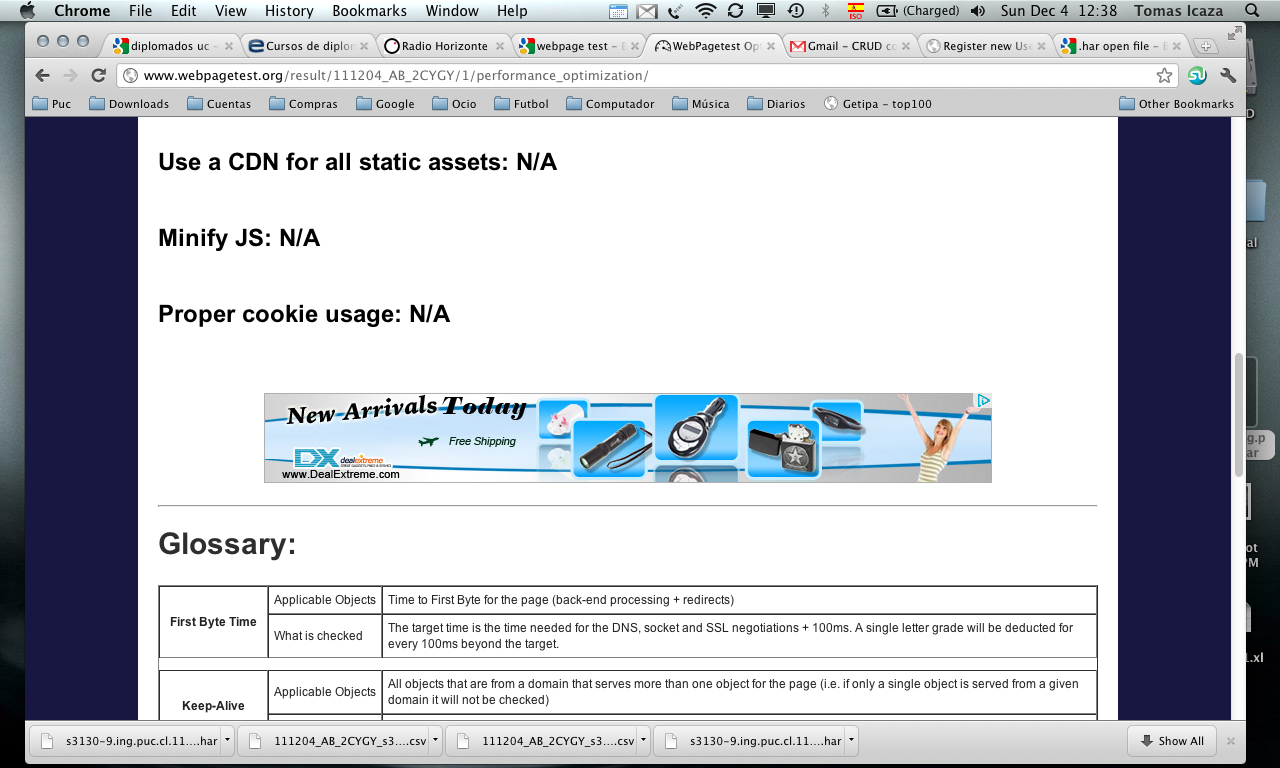 Chrome File Edit View History Bookmarks Window Help ISO (Charged) Sun Dec 4 12:38 Tomas Icaza
diplomados uc - Cursos de diplom Radio Horizonte webpage test - WebPagetest Op Gmail - CRUD c Register new Us .har open file -
www.webpagetest.org/result/111204_AB_2CYGY/1/performance_optimization/
Puc Downloads Cuentas Compras Google Ocio Futbol Computador Música Diarios Getipa - top100 Other Bookmarks
Use a CDN for all static assets: N/A
Minify JS: N/A
Proper cookie usage: N/A
New Arrivals Today
Free Shipping
DX dealextreme
www.DealExtreme.com
Glossary:
First Byte Time
Applicable Objects
Time to First Byte for the page (back-end processing + redirects)
What is checked
The target time is the time needed for the DNS, socket and SSL negotiations + 100ms. A single letter grade will be deducted for
every 100ms beyond the target.
Keep-Alive
Applicable Objects
All objects that are from a domain that serves more than one object for the page (i.e. if only a single object is served from a given
domain it will not be checked)
s3130-9.ing.puc.cl.11....har 111204_AB_2CYGY_s3....csv 111204_AB_2CYGY_s3....csv s3130-9.ing.puc.cl.11....har Show All
D
al
g.p
ar
ot
PM
1.xl